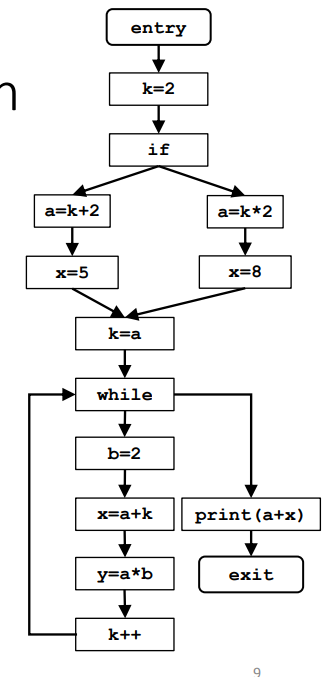 entry
n
k=2
if
a=k+2
a=k*2
x=5
x=8
k=a
while
b=2
x=a+k
print(a+x)
y=a*b
exit
k++
9